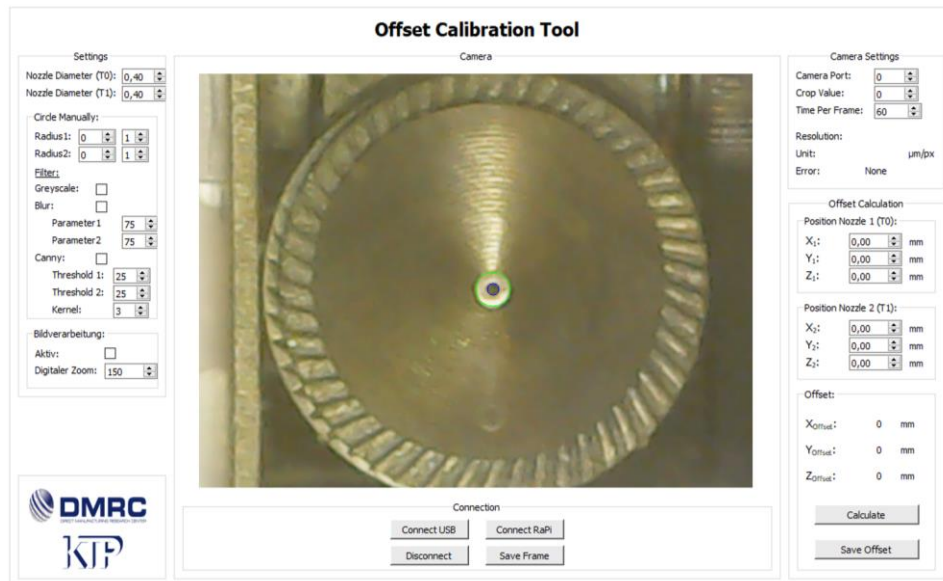 Offset Calibration Tool
Settings
Nozzle Diameter (T0): 0,40
Nozzle Diameter (T1): 0,40
Circle Manually:
Radius1: 0 1
Radius2: 0 1
Filter:
Greyscale:
Blur:
Parameter1 75
Parameter2 75
Canny:
Threshold 1: 25
Threshold 2: 25
Kernel: 3
Bildverarbeitung:
Aktiv:
Digitaler Zoom: 150
DMRC
DIRECT MANUFACTURING RESEARCH CENTER
KTP
Camera
Connection
Connect USB Connect RaPi
Disconnect Save Frame
Camera Settings
Camera Port: 0
Crop Value: 0
Time Per Frame: 60
Resolution:
Unit: µm/px
Error: None
Offset Calculation
Position Nozzle 1 (T0):
X₁: 0,00 mm
Y₁: 0,00 mm
Z₁: 0,00 mm
Position Nozzle 2 (T1):
X₂: 0,00 mm
Y₂: 0,00 mm
Z₂: 0,00 mm
Offset:
XOffset: 0 mm
YOffset: 0 mm
ZOffset: 0 mm
Calculate
Save Offset